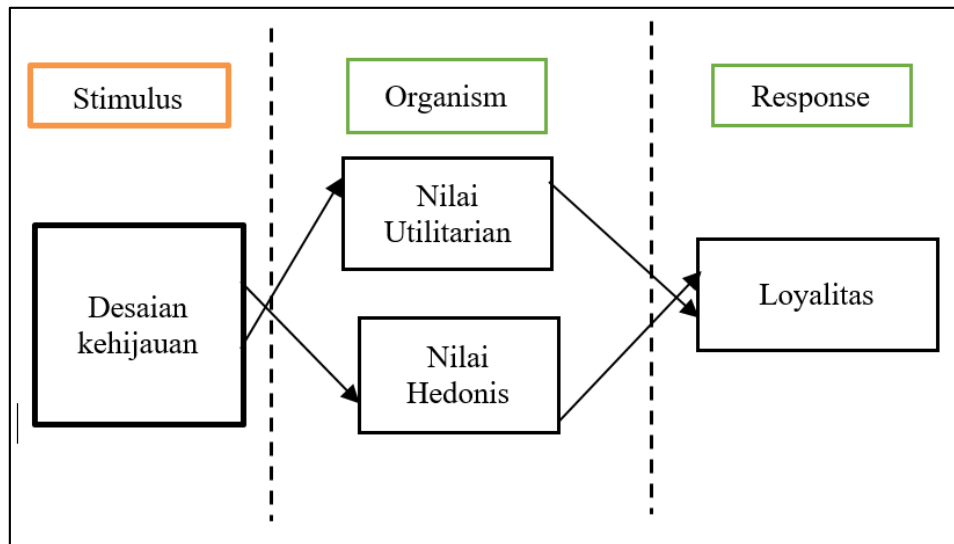 Stimulus
Organism
Response
Desaian
kehijauan
Nilai
Utilitarian
Nilai
Hedonis
Loyalitas